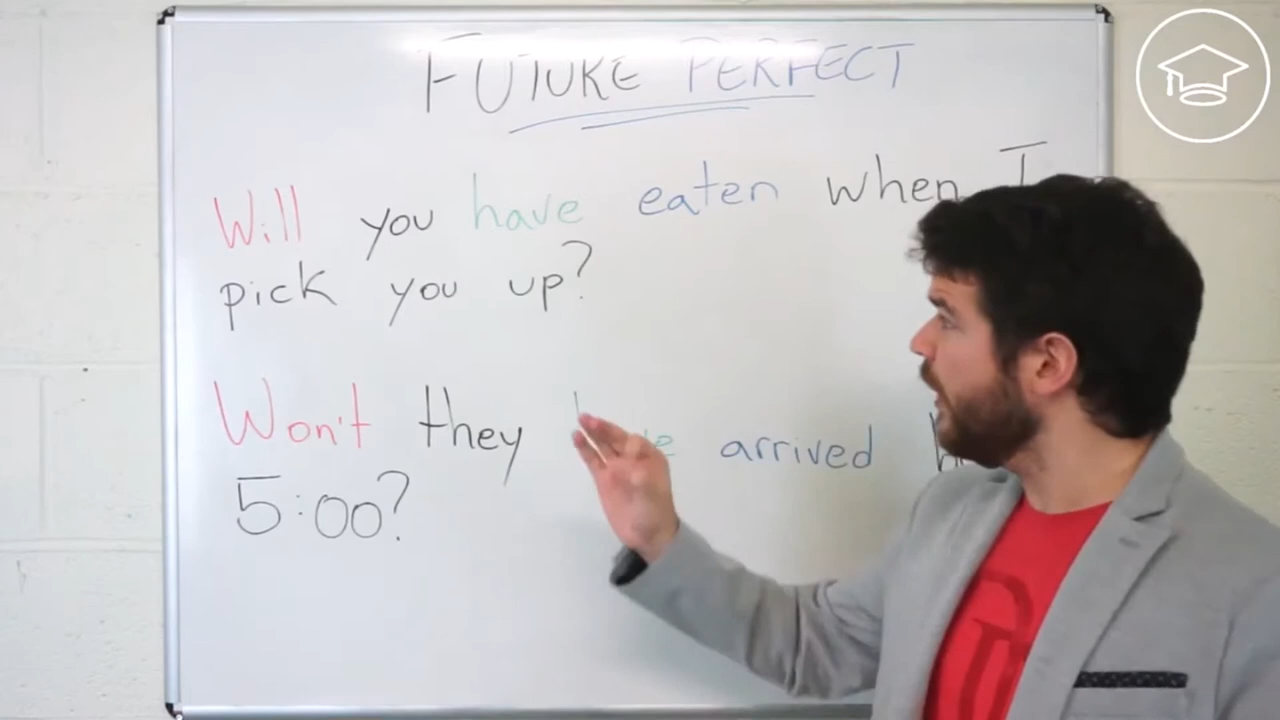 FUTURE PERFECT
Will you have eaten when I
pick you up?
Won't they arrived
5:00?